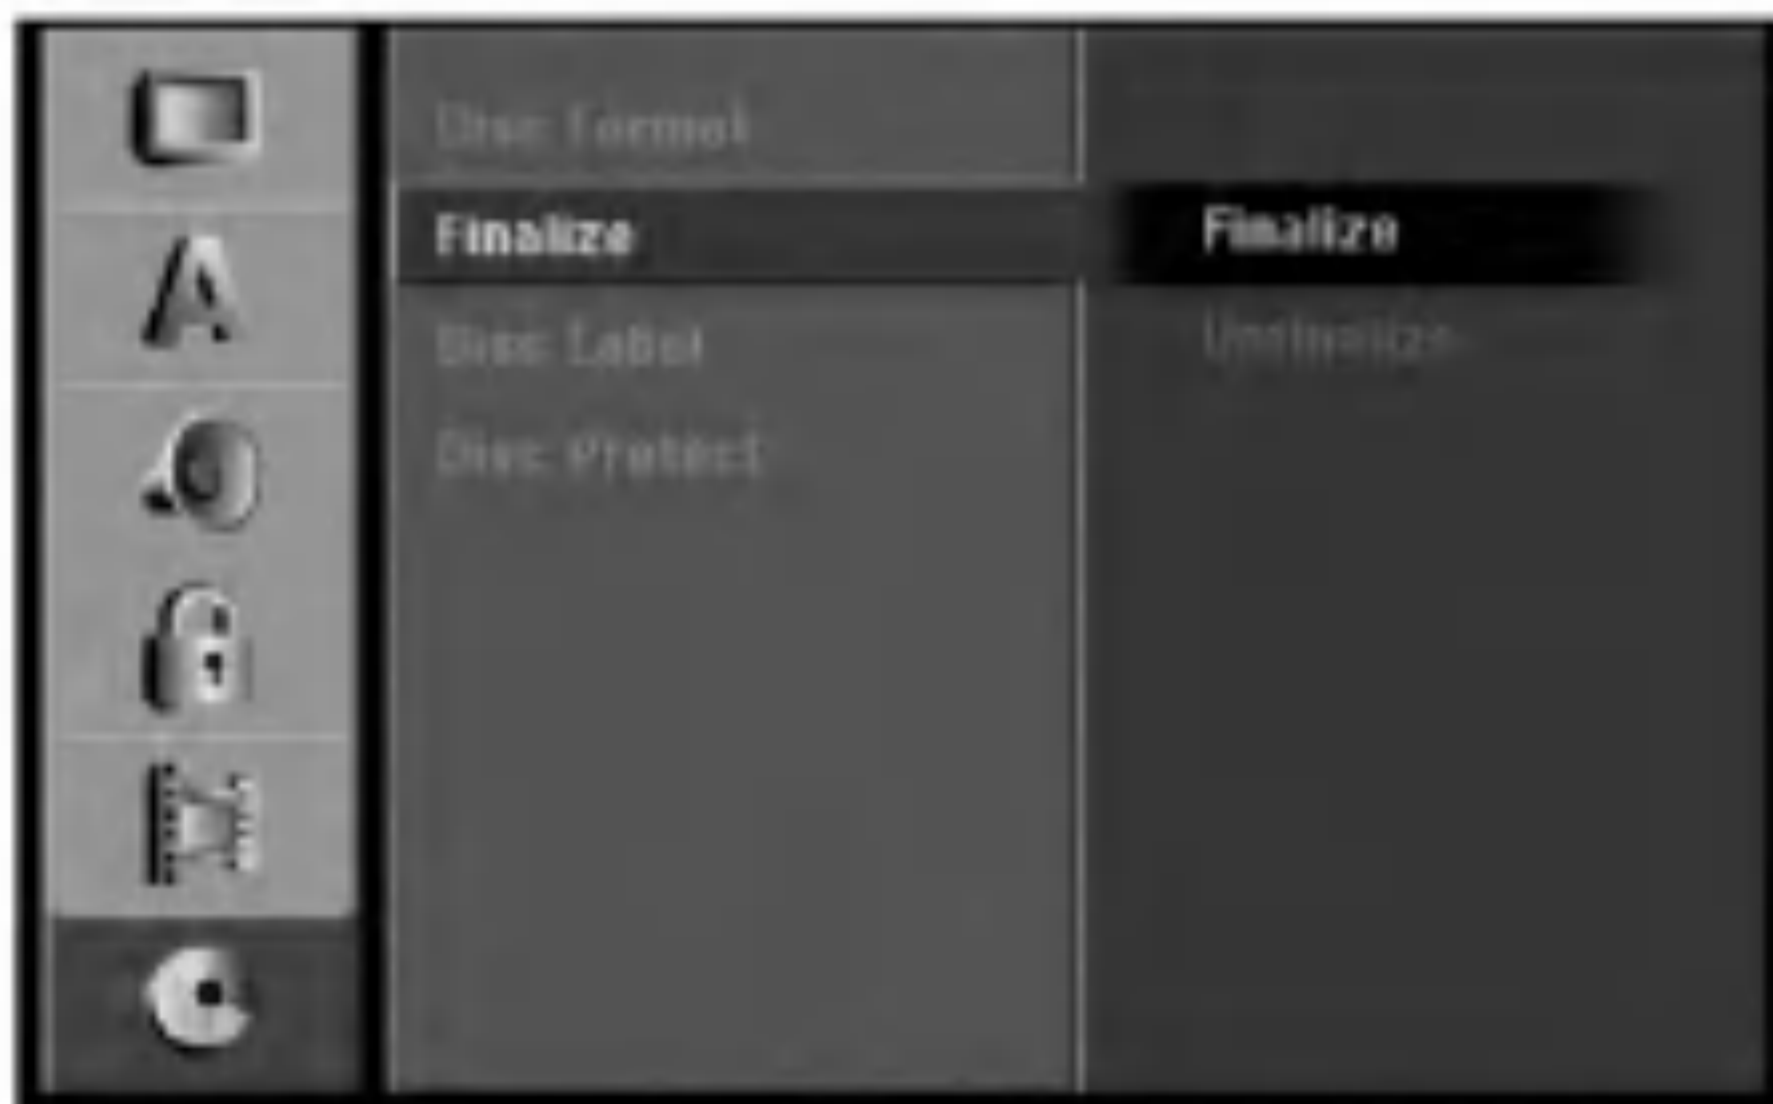 Disc Format
Finalize
Disc Label
Disc Protect
Finalize
Unfinalize